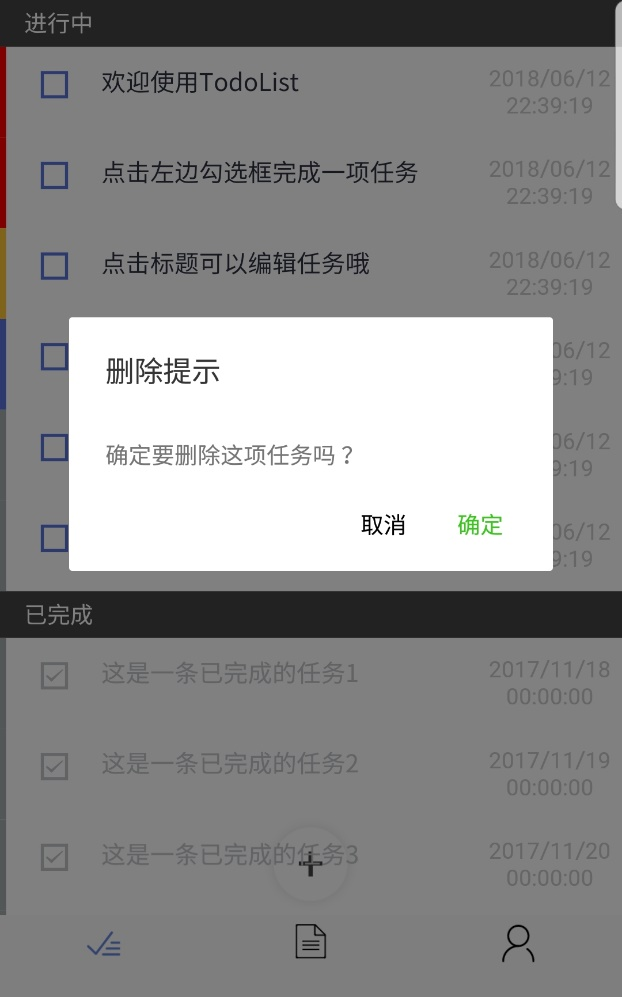 进行中
欢迎使用TodoList
2018/06/12
22:39:19
点击左边勾选框完成一项任务
2018/06/12
22:39:19
点击标题可以编辑任务哦
2018/06/12
22:39:19
06/12
9:19
删除提示
确定要删除这项任务吗？
06/12
9:19
取消
确定
06/12
9:19
已完成
这是一条已完成的任务1
2017/11/18
00:00:00
这是一条已完成的任务2
2017/11/19
00:00:00
这是一条已完成的任务3
2017/11/20
00:00:00